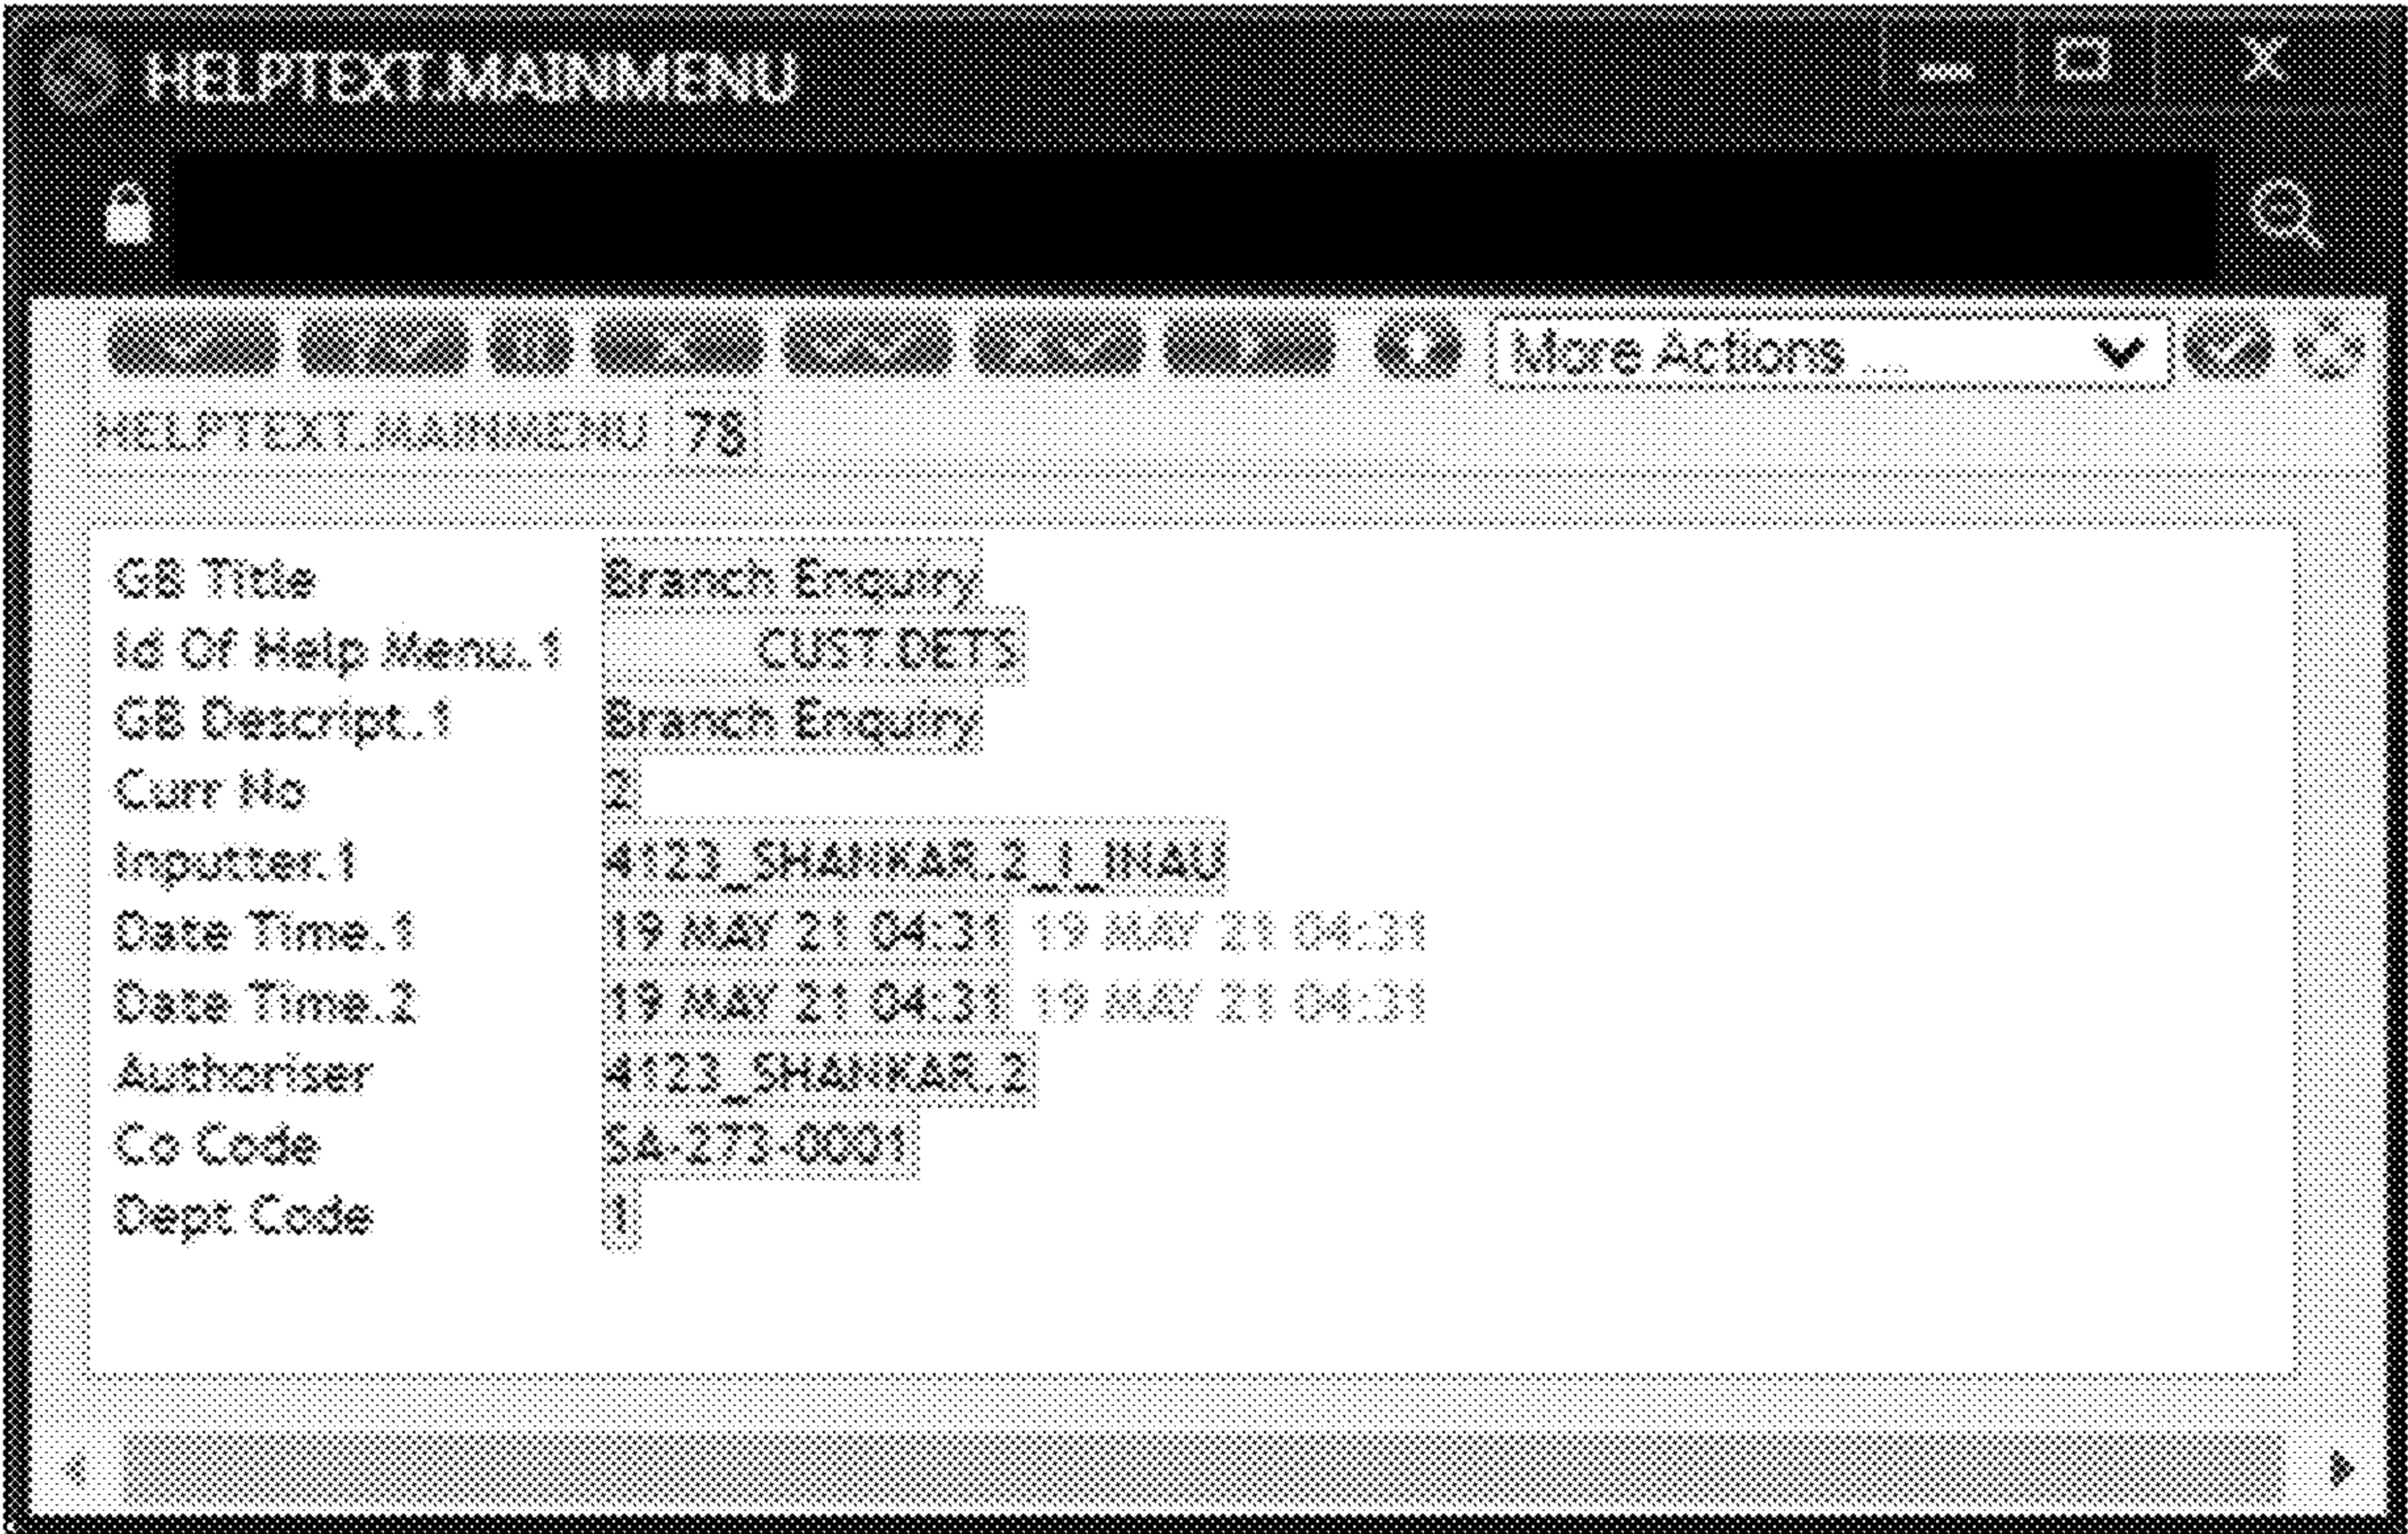 HELPTEXT.MAINMENU
More Actions ...
HELPTEXT.MAINMENU 78
GB Title Branch Enquiry
Id Of Help Menu.1 CUST.DETS
GB Descript.1 Branch Enquiry
Curr No 2
Inputter.1 4123_SHANKAR.2_I_INAU
Date Time.1 19 MAY 21 04:31 19 MAY 21 04:31
Date Time.2 19 MAY 21 04:31 19 MAY 21 04:31
Authoriser 4123_SHANKAR.2
Co Code SA-273-0001
Dept Code 1